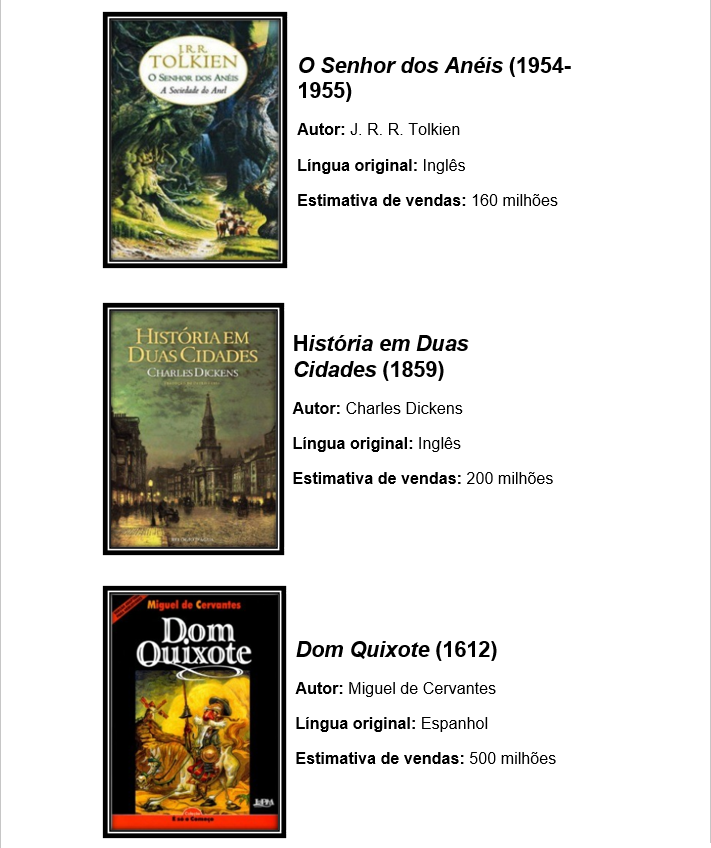 J.R.R.
TOLKIEN
O SENHOR DOS ANÉIS
A Sociedade do Anel
O Senhor dos Anéis (1954-
1955)
Autor: J. R. R. Tolkien
Língua original: Inglês
Estimativa de vendas: 160 milhões
HISTÓRIA EM
DUAS CIDADES
CHARLES DICKENS
História em Duas
Cidades (1859)
Autor: Charles Dickens
Língua original: Inglês
Estimativa de vendas: 200 milhões
Miguel de Cervantes
Dom
Quixote
L&PM
É só o Começo
Dom Quixote (1612)
Autor: Miguel de Cervantes
Língua original: Espanhol
Estimativa de vendas: 500 milhões